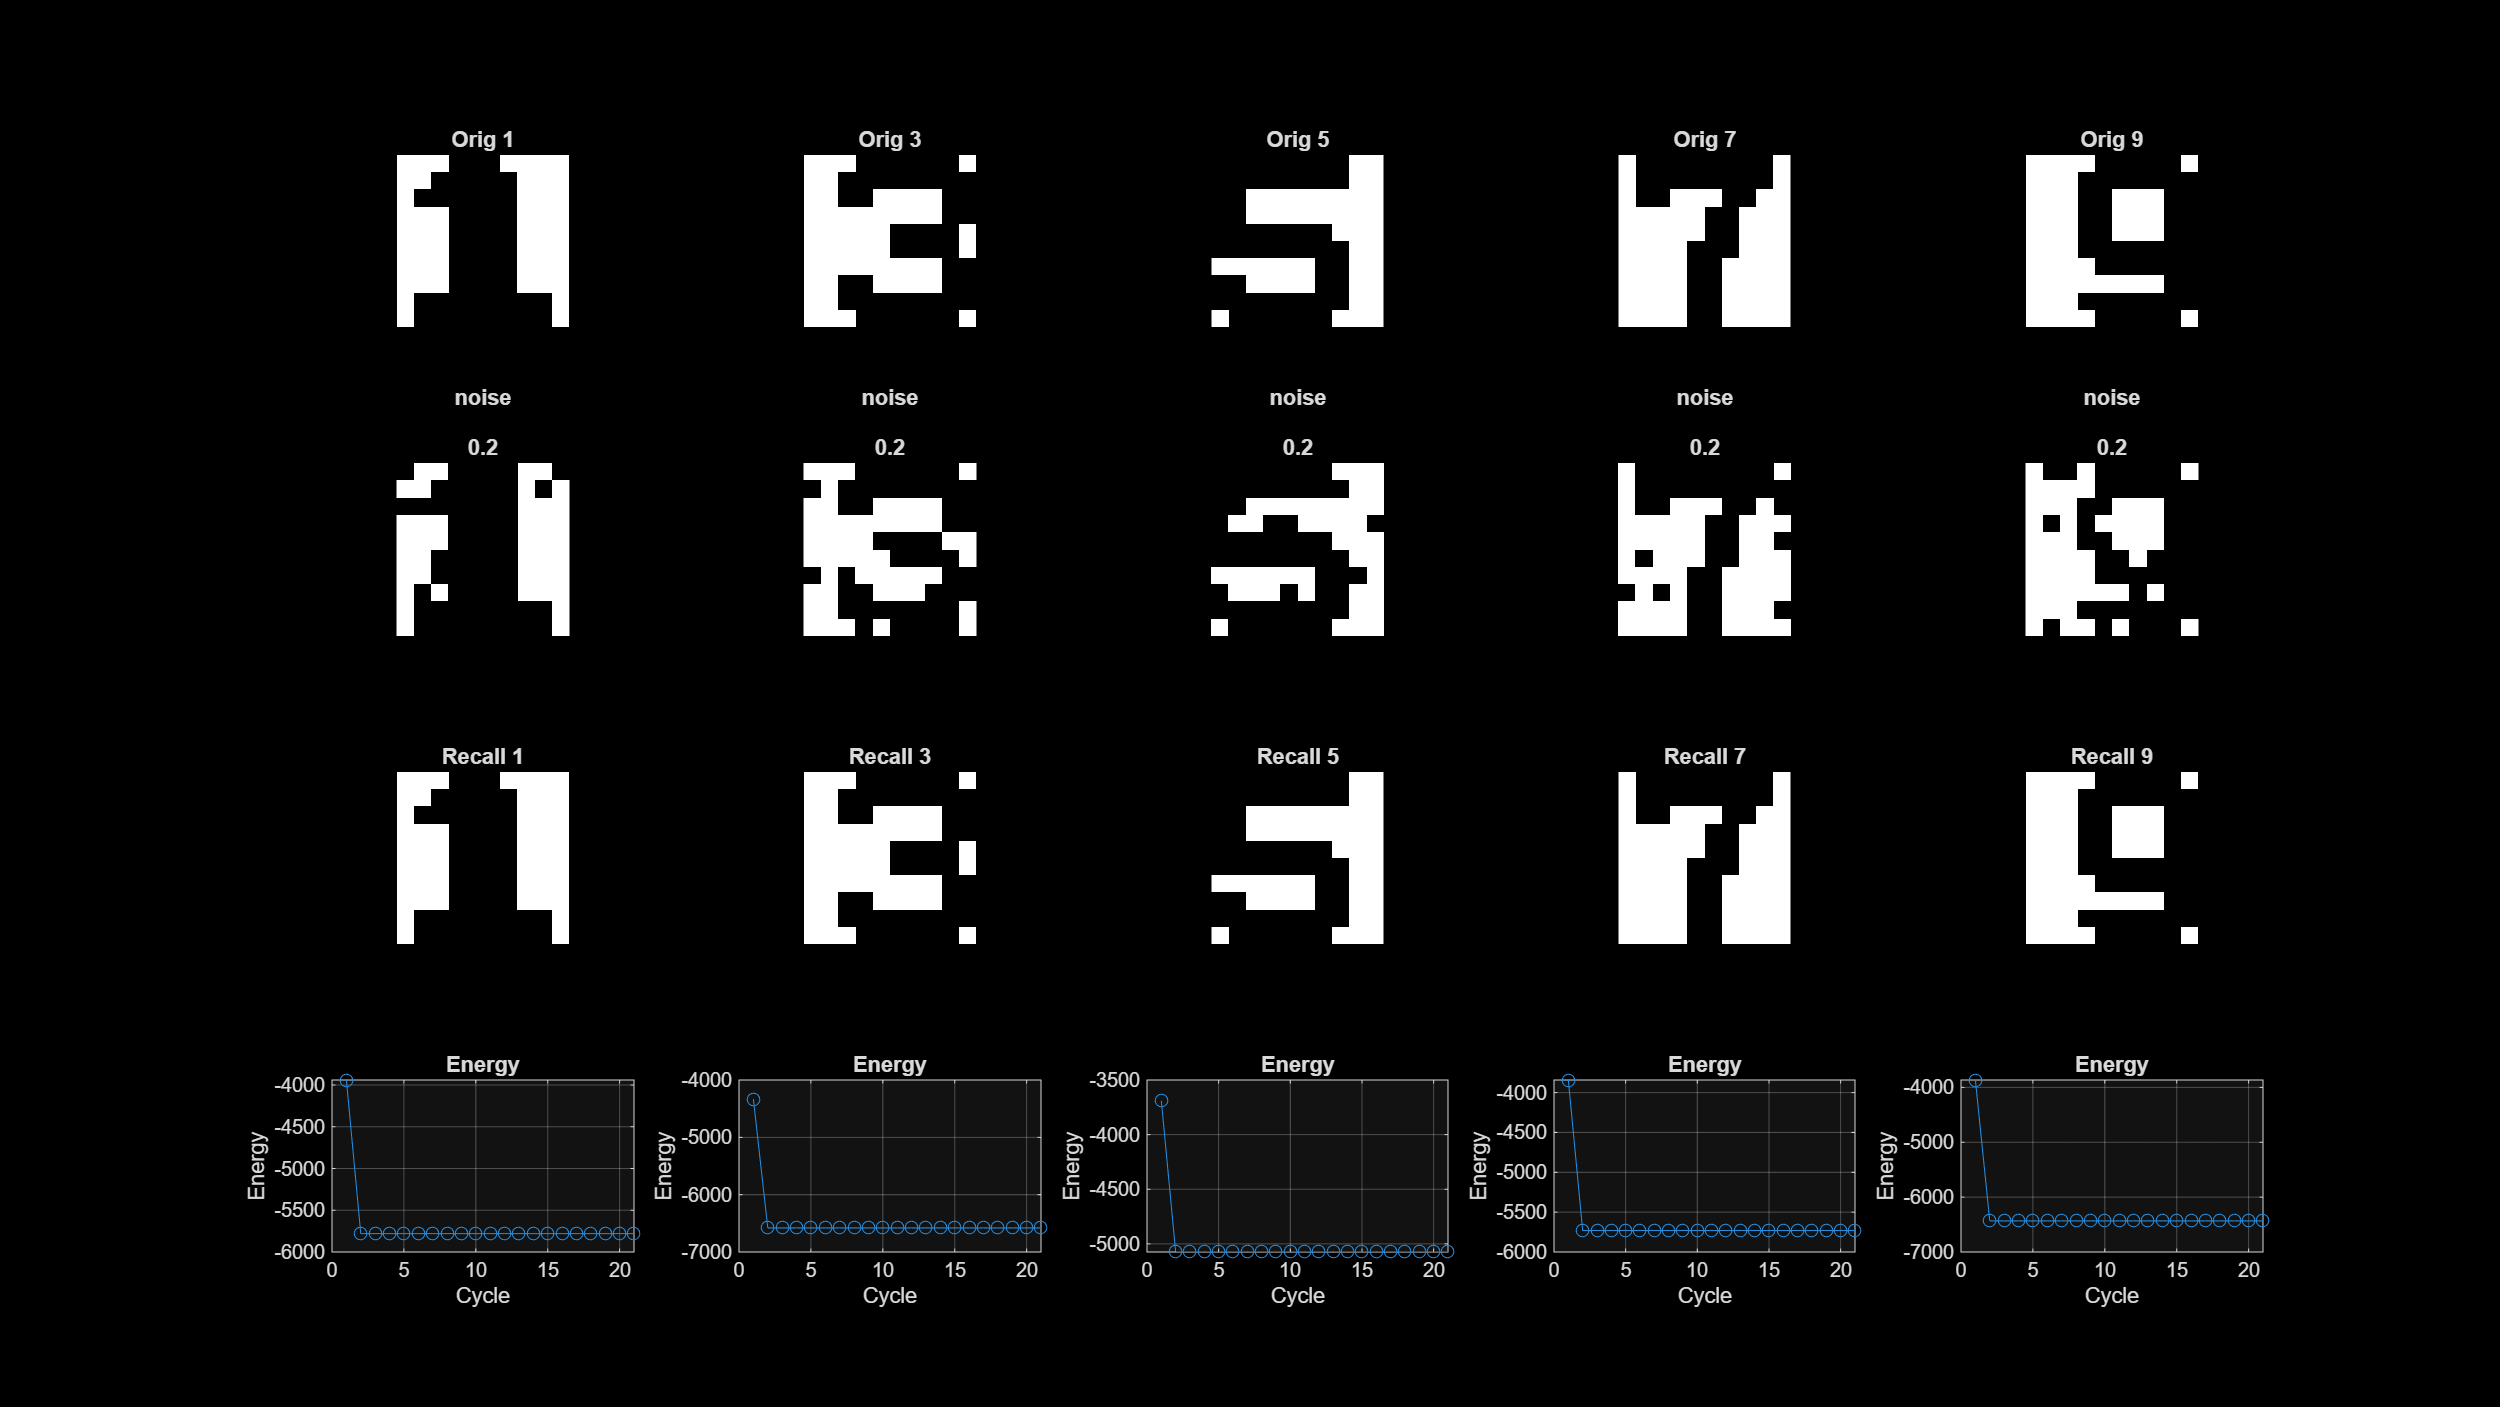 Orig 1 Orig 3 Orig 5 Orig 7 Orig 9
noise noise noise noise noise
0.2 0.2 0.2 0.2 0.2
Recall 1 Recall 3 Recall 5 Recall 7 Recall 9
Energy
Energy
-4000
-4500
-5000
-5500
-6000
0 5 10 15 20
Cycle
Energy
Energy
-4000
-5000
-6000
-7000
0 5 10 15 20
Cycle
Energy
Energy
-3500
-4000
-4500
-5000
0 5 10 15 20
Cycle
Energy
Energy
-4000
-4500
-5000
-5500
-6000
0 5 10 15 20
Cycle
Energy
Energy
-4000
-5000
-6000
-7000
0 5 10 15 20
Cycle